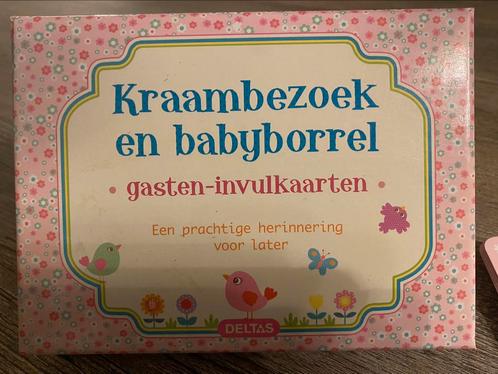 Kraambezoek
en babyborrel
• gasten-invulkaarten •
Een prachtige herinnering
voor later
DELTAS